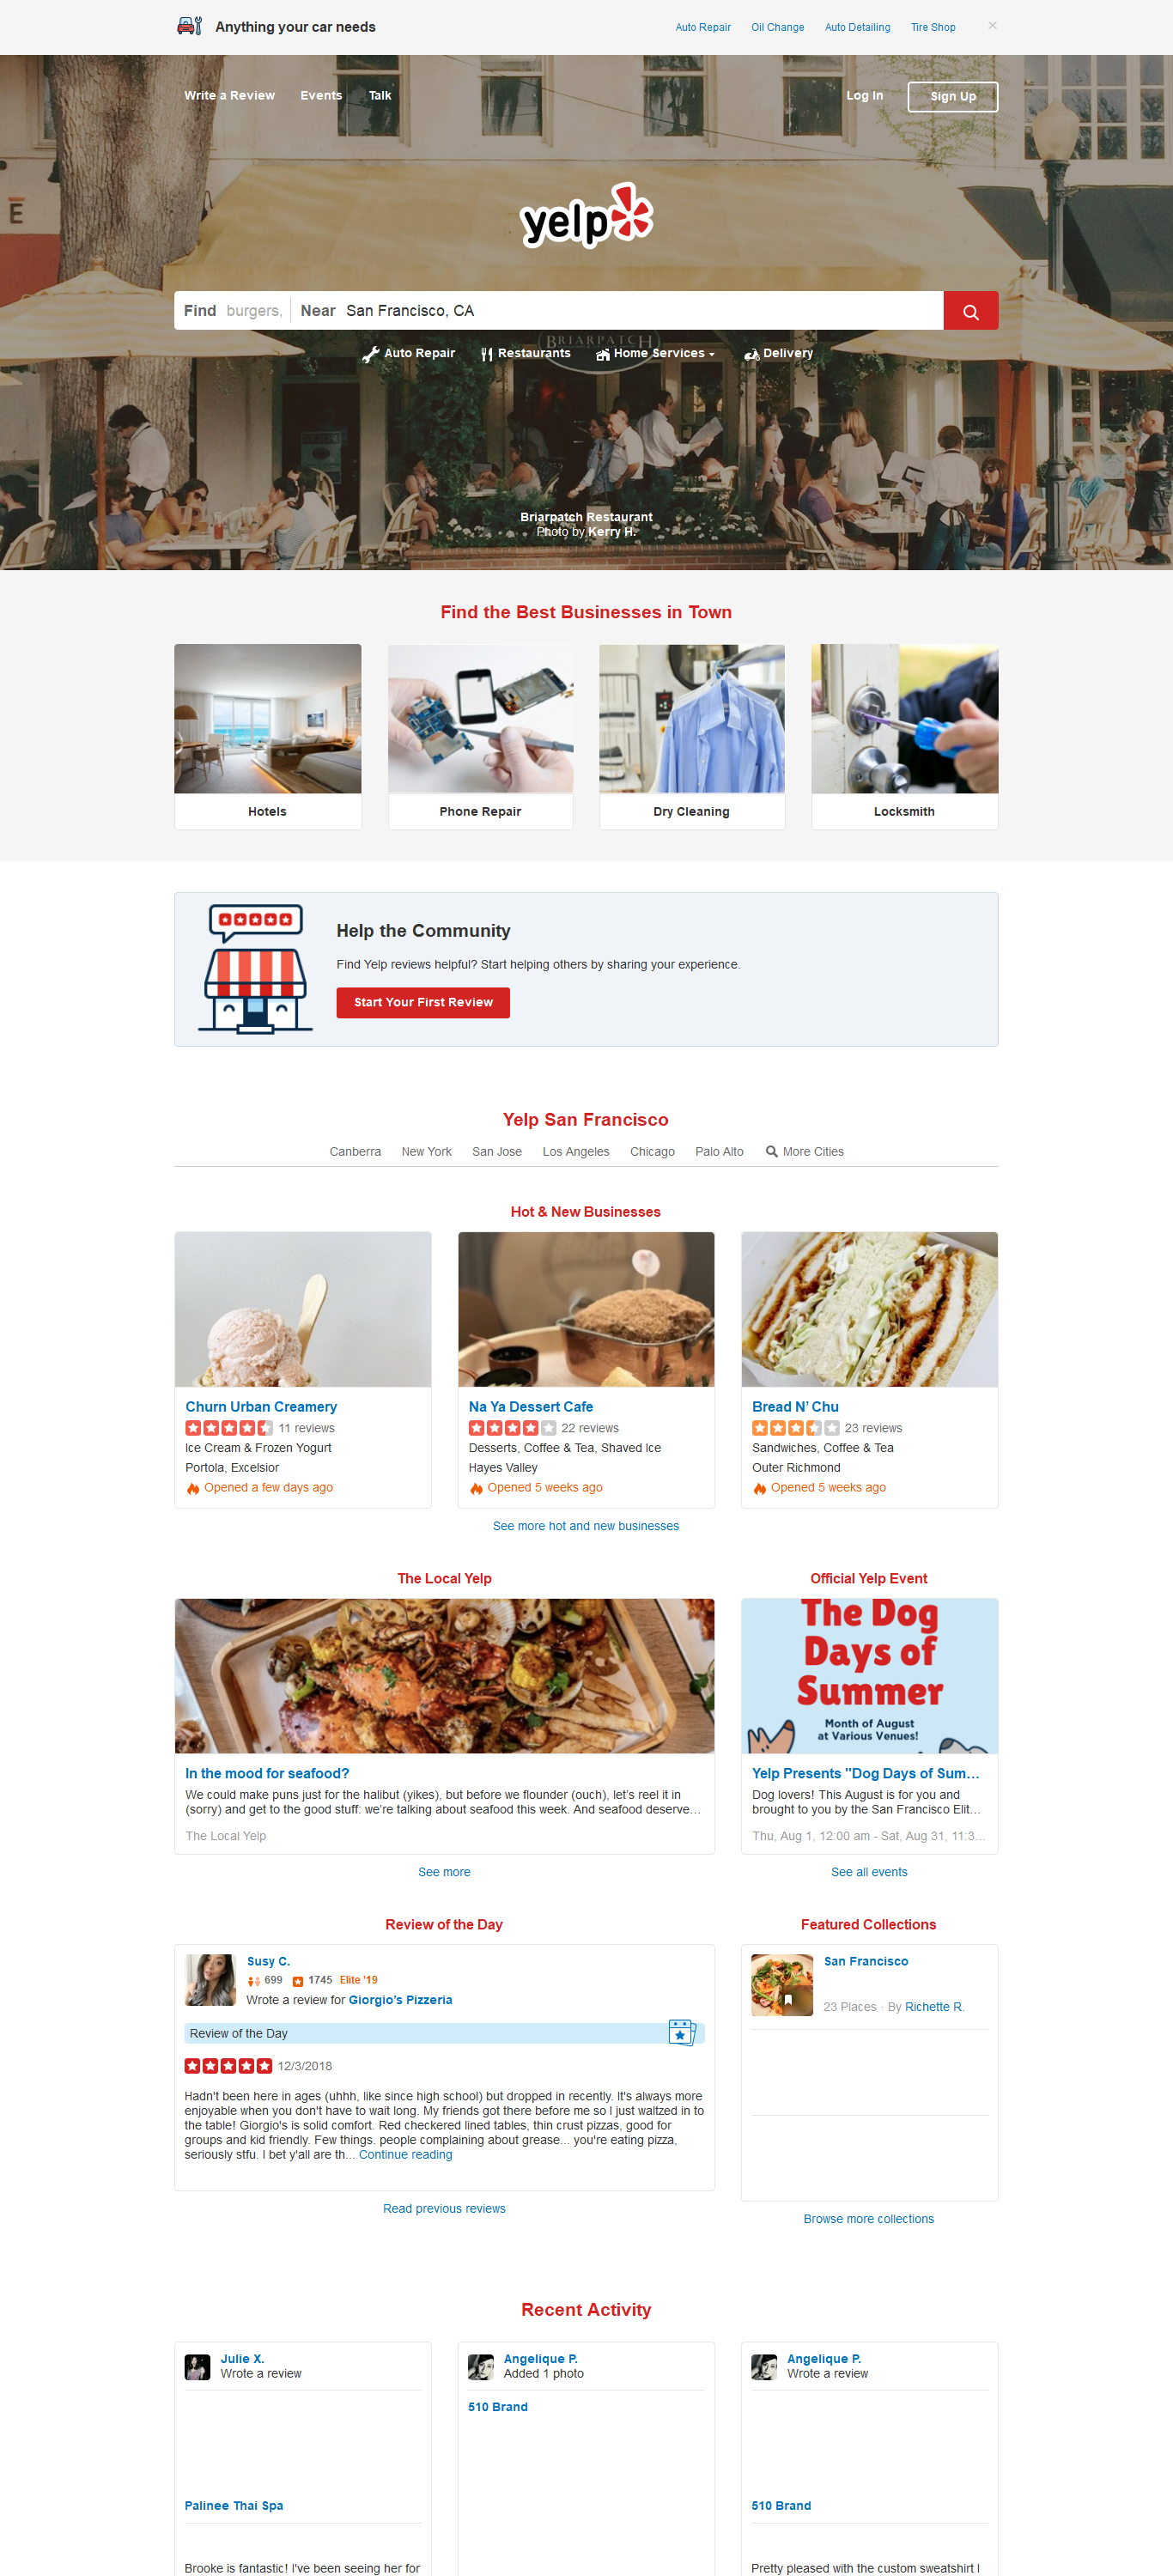 Anything your car needs
Auto Repair Oil Change Auto Detailing Tire Shop ×
Write a Review Events Talk
Log In Sign Up
E
yelp
Find burgers, Near San Francisco, CA
BRIARPATCH
Auto Repair Restaurants Home Services Delivery
Briarpatch Restaurant
Photo by Kerry H.
Find the Best Businesses in Town
Hotels
Phone Repair
Dry Cleaning
Locksmith
Help the Community
Find Yelp reviews helpful? Start helping others by sharing your experience.
Start Your First Review
Yelp San Francisco
Canberra New York San Jose Los Angeles Chicago Palo Alto More Cities
Hot & New Businesses
Churn Urban Creamery
11 reviews
Ice Cream & Frozen Yogurt
Portola, Excelsior
Opened a few days ago
Na Ya Dessert Cafe
22 reviews
Desserts, Coffee & Tea, Shaved Ice
Hayes Valley
Opened 5 weeks ago
Bread N’ Chu
23 reviews
Sandwiches, Coffee & Tea
Outer Richmond
Opened 5 weeks ago
See more hot and new businesses
The Local Yelp
In the mood for seafood?
We could make puns just for the halibut (yikes), but before we flounder (ouch), let’s reel it in
(sorry) and get to the good stuff: we’re talking about seafood this week. And seafood deserve…
The Local Yelp
See more
Official Yelp Event
The Dog
Days of
Summer
Month of August
at Various Venues!
Yelp Presents "Dog Days of Sum…
Dog lovers! This August is for you and
brought to you by the San Francisco Elit…
Thu, Aug 1, 12:00 am - Sat, Aug 31, 11:3…
See all events
Review of the Day
Susy C.
699 1745 Elite ’19
Wrote a review for Giorgio’s Pizzeria
Review of the Day
12/3/2018
Hadn't been here in ages (uhhh, like since high school) but dropped in recently. It's always more
enjoyable when you don't have to wait long. My friends got there before me so I just waltzed in to
the table! Giorgio's is solid comfort. Red checkered lined tables, thin crust pizzas, good for
groups and kid friendly. Few things. people complaining about grease... you're eating pizza,
seriously stfu. I bet y'all are th... Continue reading
Read previous reviews
Featured Collections
San Francisco
23 Places · By Richette R.
Browse more collections
Recent Activity
Julie X.
Wrote a review
Palinee Thai Spa
Brooke is fantastic! I've been seeing her for
Angelique P.
Added 1 photo
510 Brand
Angelique P.
Wrote a review
510 Brand
Pretty pleased with the custom sweatshirt I